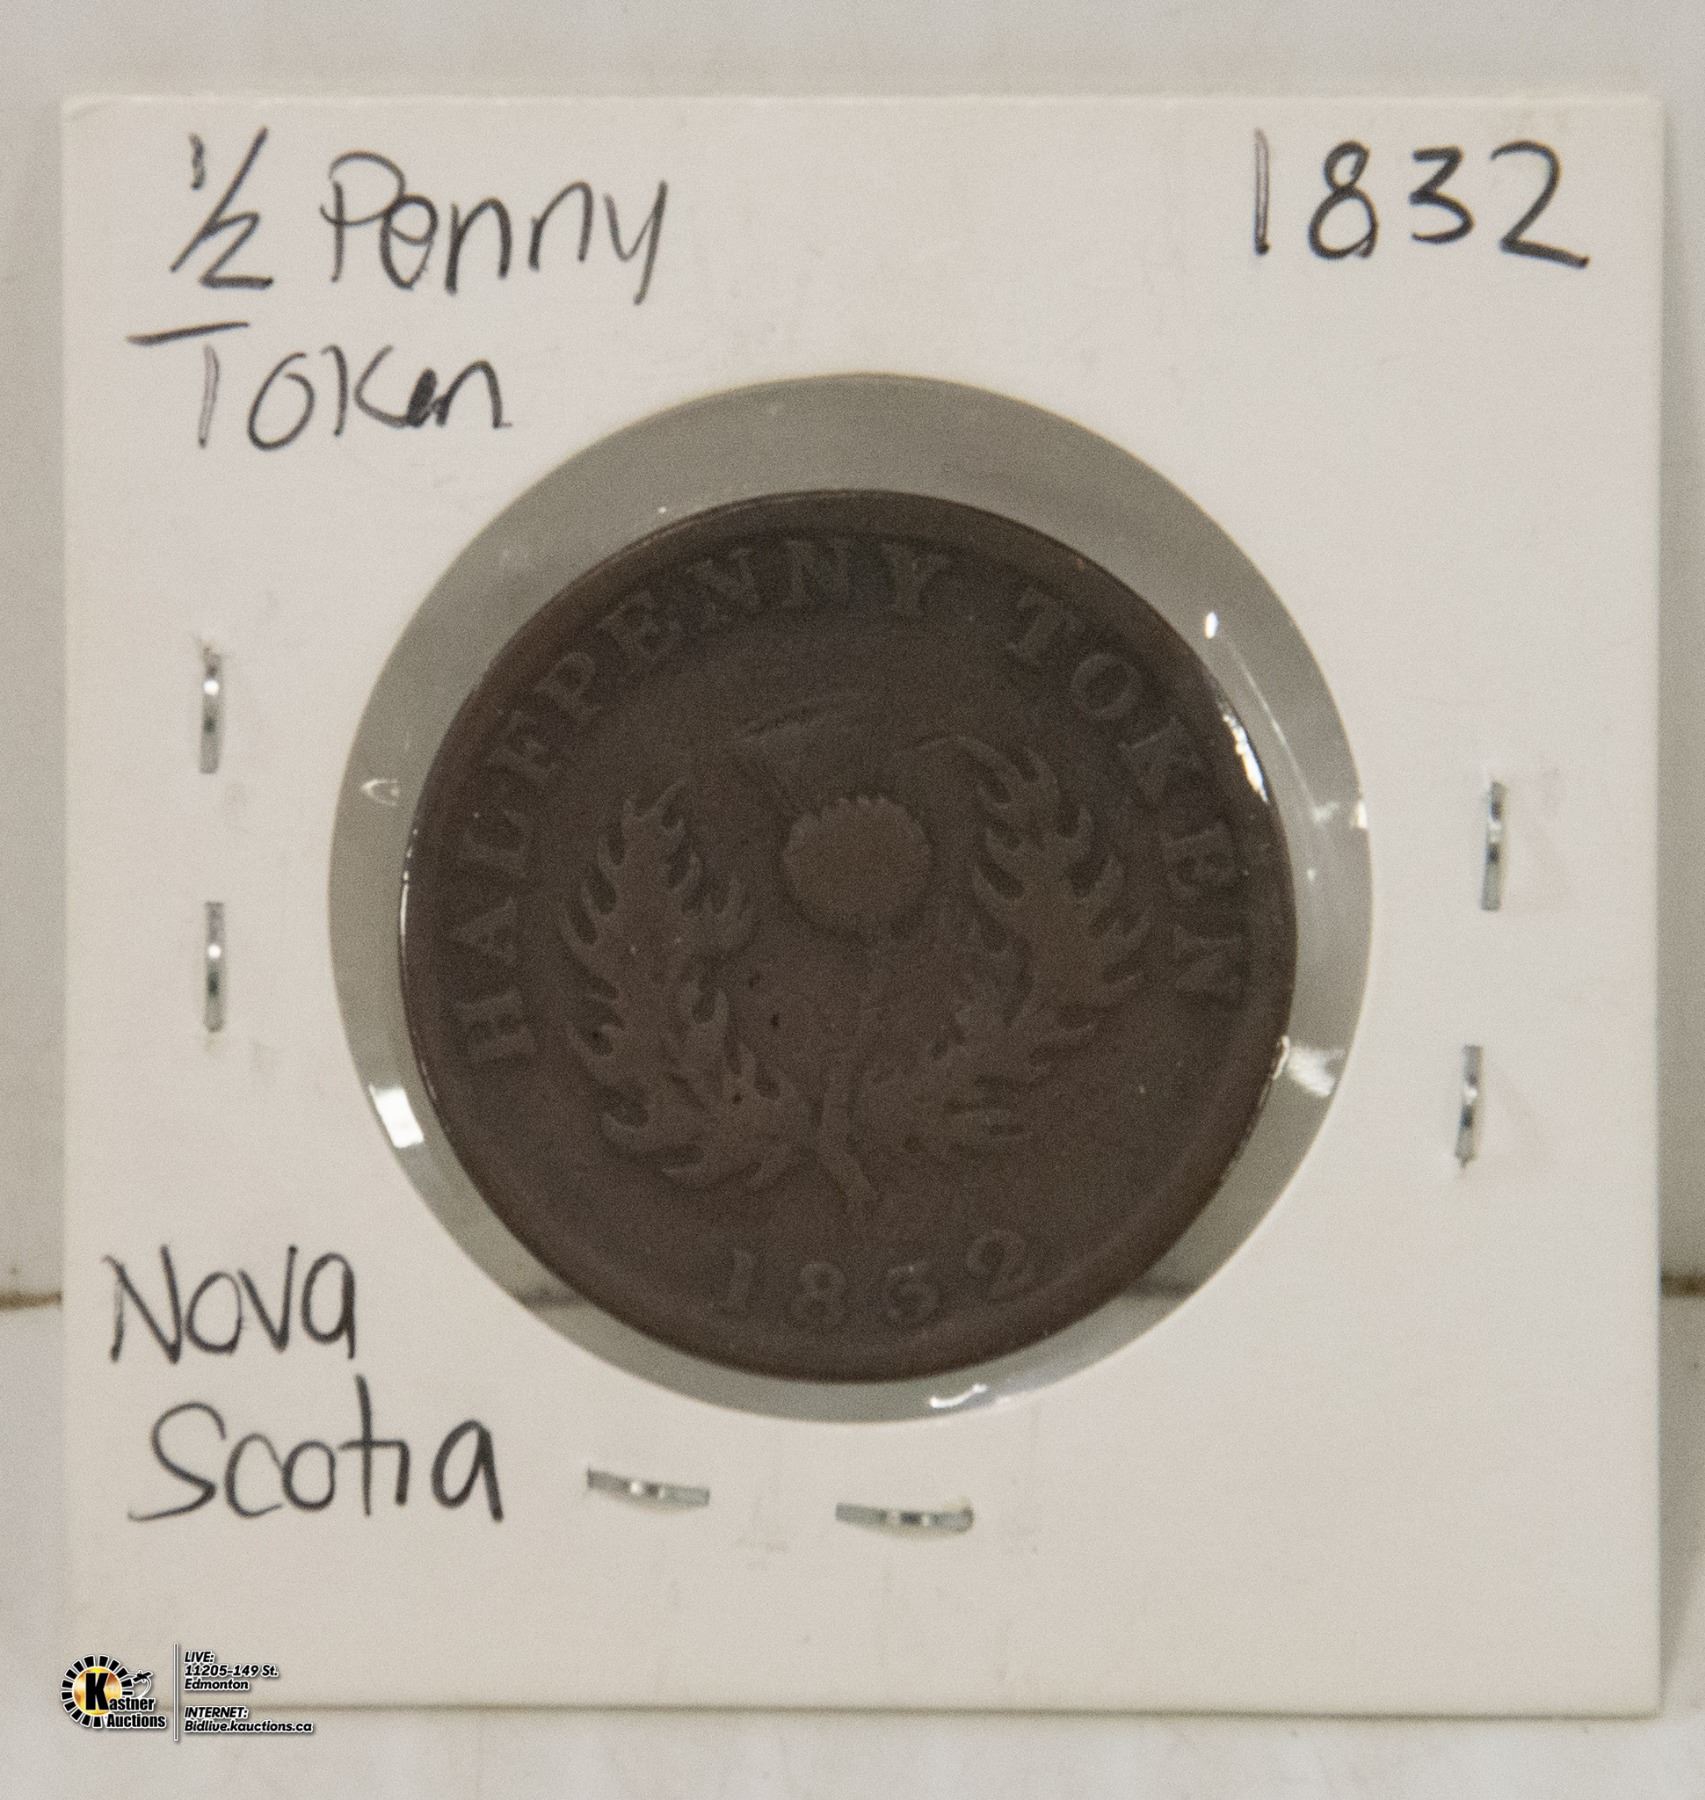 1/2 Penny
Token
1832
HALFPENNY TOKEN
1832
Nova
Scotia
Kastner
Auctions
LIVE:
11205-149 St.
Edmonton
INTERNET:
Bidlive.kauctions.ca